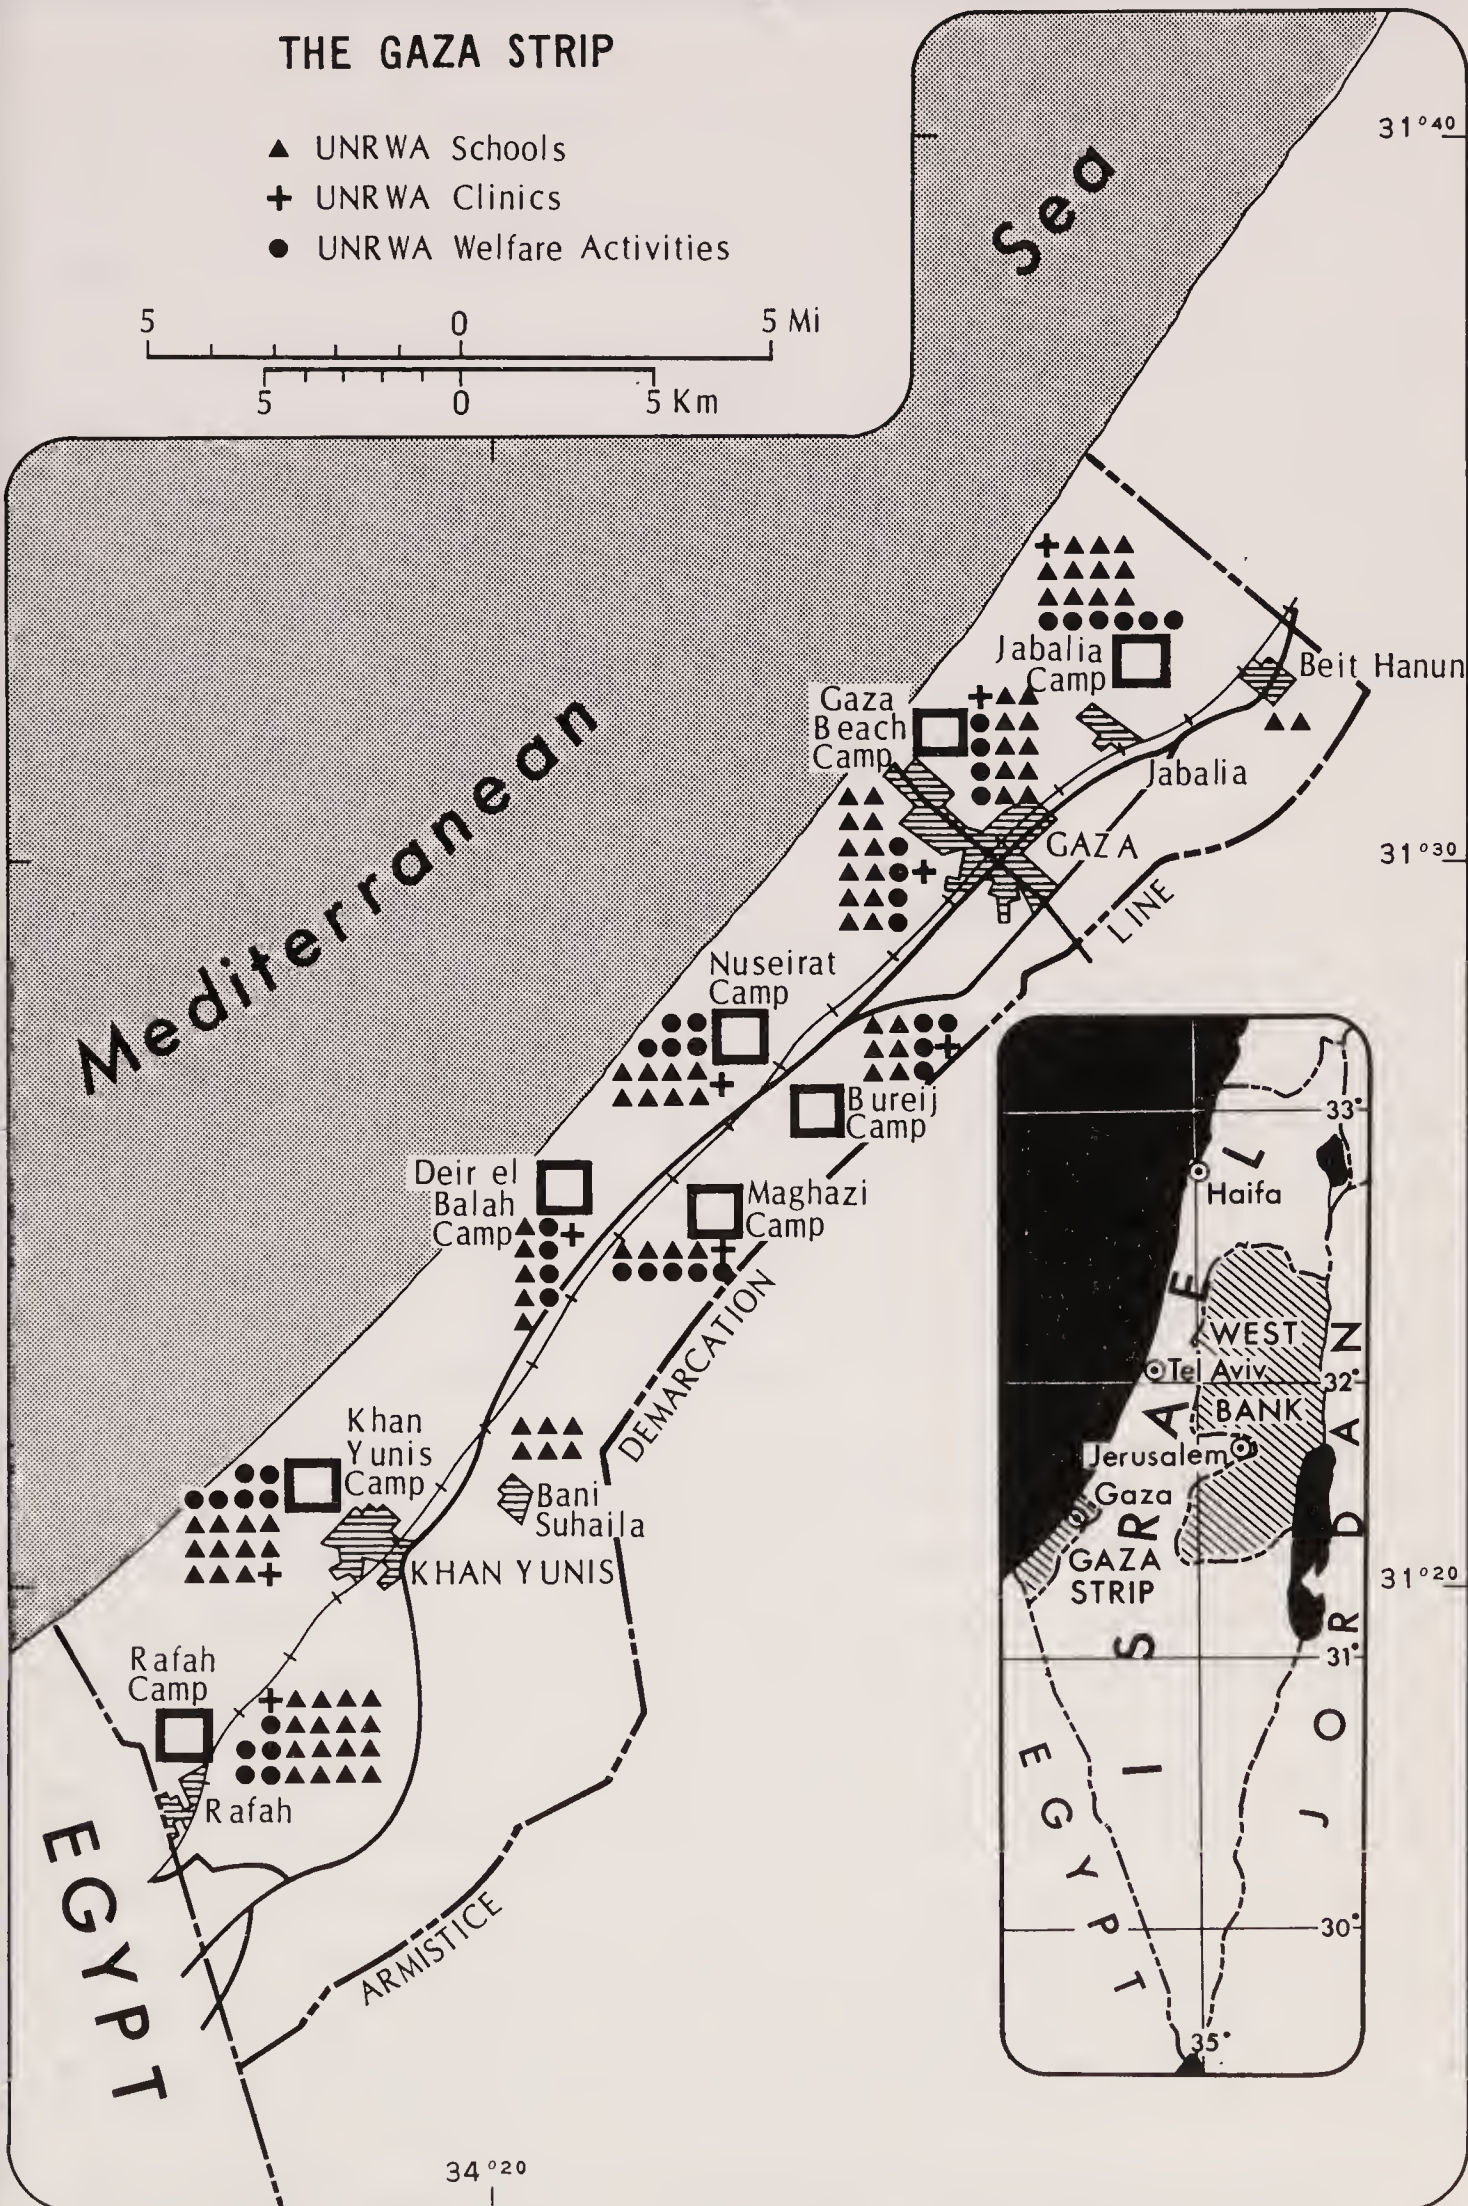 THE GAZA STRIP
UNRWA Schools
UNRWA Clinics
UNRWA Welfare Activities
5 0 5 Mi
5 0 5 Km
31°40
Sea
Mediterranean
Jabalia
Camp
Beit Hanun
Gaza
Beach
Camp
Jabalia
GAZA
31°30
LINE
Nuseirat
Camp
Bureij
Camp
Deir el
Balah
Camp
Maghazi
Camp
DEMARCATION
Khan
Yunis
Camp
Bani
Suhaila
KHAN YUNIS
31°20
Rafah
Camp
Rafah
EGYPT
ARMISTICE
34°20
33°
Haifa
WEST
Tel Aviv
32°
BANK
Jerusalem
Gaza
GAZA
STRIP
31°
ISRAEL
JORDAN
EGYPT
30°
35°